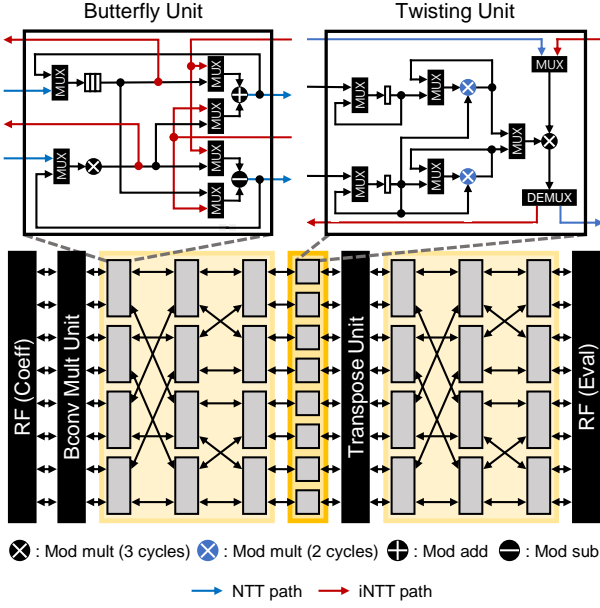 Butterfly Unit
Twisting Unit
MUX
MUX
MUX
MUX
MUX
MUX
MUX
MUX
MUX
MUX
MUX
MUX
MUX
DEMUX
RF (Coeff)
Bconv Mult Unit
Transpose Unit
RF (Eval)
: Mod mult (3 cycles)
: Mod mult (2 cycles)
: Mod add
: Mod sub
: NTT path
: iNTT path